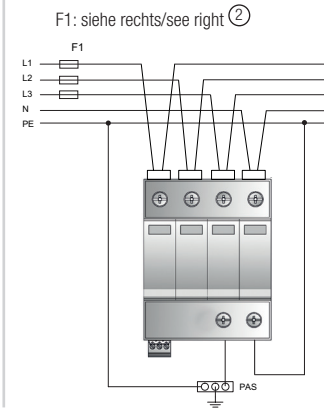 F1: siehe rechts/see right ②
F1
L1
L2
L3
N
PE
PAS